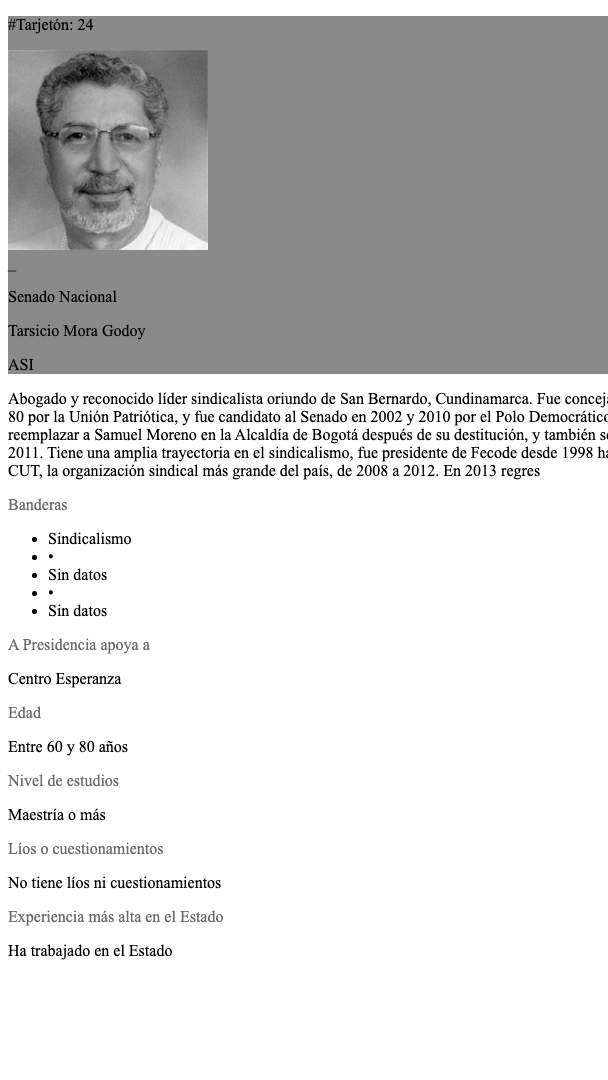 #Tarjetón: 24
_
Senado Nacional
Tarsicio Mora Godoy
ASI
Abogado y reconocido líder sindicalista oriundo de San Bernardo, Cundinamarca. Fue
80 por la Unión Patriótica, y fue candidato al Senado en 2002 y 2010 por el Polo Democrático
reemplazar a Samuel Moreno en la Alcaldía de Bogotá después de su destitución, y también
2011. Tiene una amplia trayectoria en el sindicalismo, fue presidente de Fecode desde 1998
CUT, la organización sindical más grande del país, de 2008 a 2012. En 2013 regres
Banderas
• Sindicalismo
• •
• Sin datos
• •
• Sin datos
A Presidencia apoya a
Centro Esperanza
Edad
Entre 60 y 80 años
Nivel de estudios
Maestría o más
Líos o cuestionamientos
No tiene líos ni cuestionamientos
Experiencia más alta en el Estado
Ha trabajado en el Estado